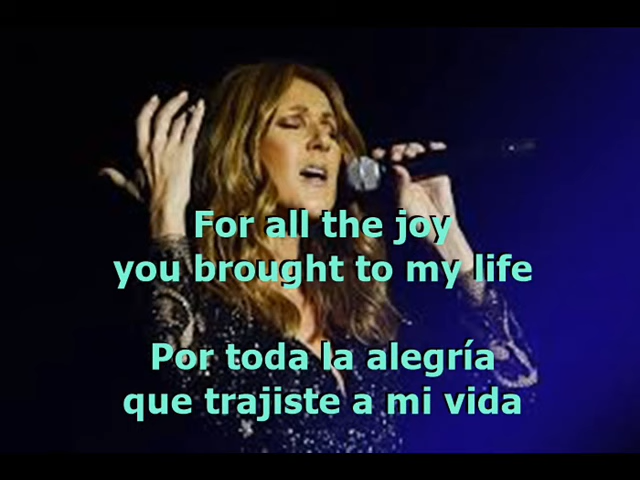 For all the joy
you brought to my life
Por toda la alegría
que trajiste a mi vida